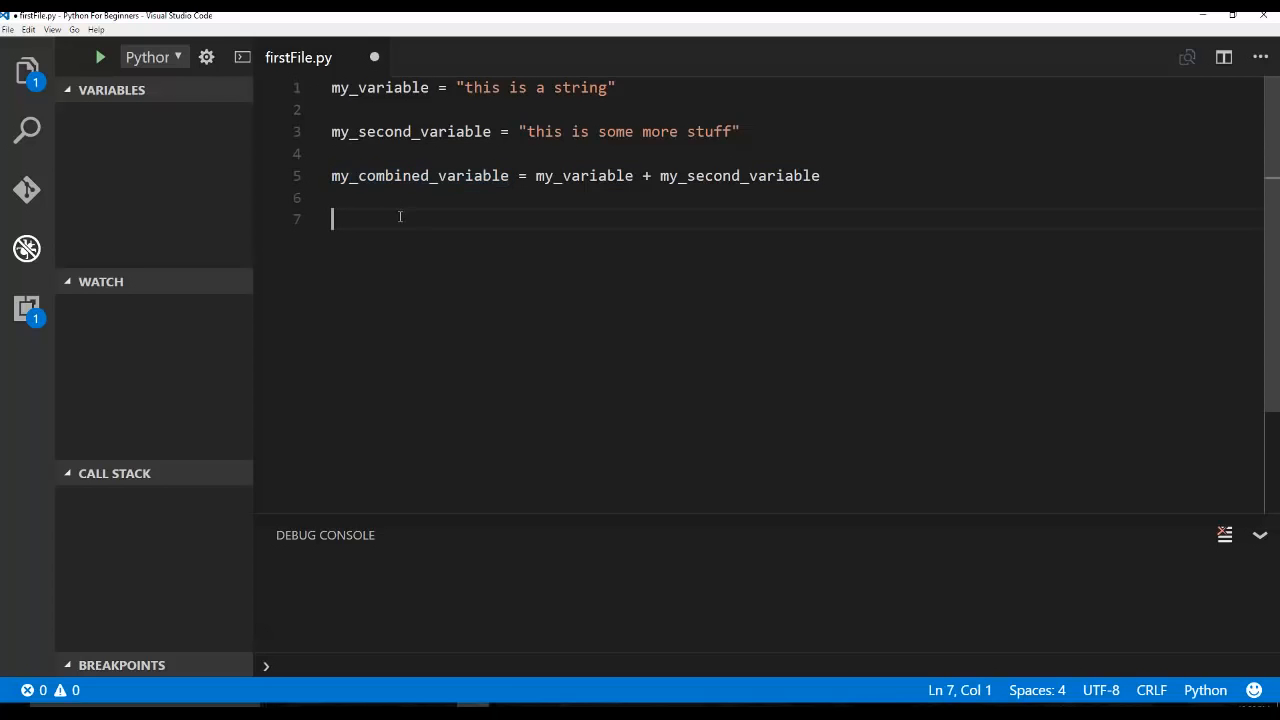 ● firstFile.py - Python For Beginners - Visual Studio Code
File Edit View Go Help
Python
firstFile.py
1
VARIABLES
1 my_variable = "this is a string"
2
3 my_second_variable = "this is some more stuff"
4
5 my_combined_variable = my_variable + my_second_variable
6
7
WATCH
1
CALL STACK
DEBUG CONSOLE
BREAKPOINTS
0 0
Ln 7, Col 1 Spaces: 4 UTF-8 CRLF Python